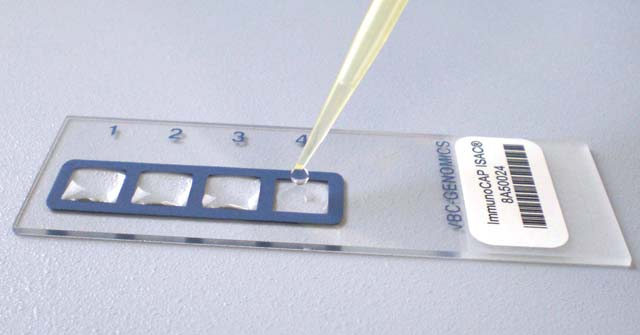 1 2 3 4
VBC-GENOMICS
ImmunoCAP ISAC®
8A50024